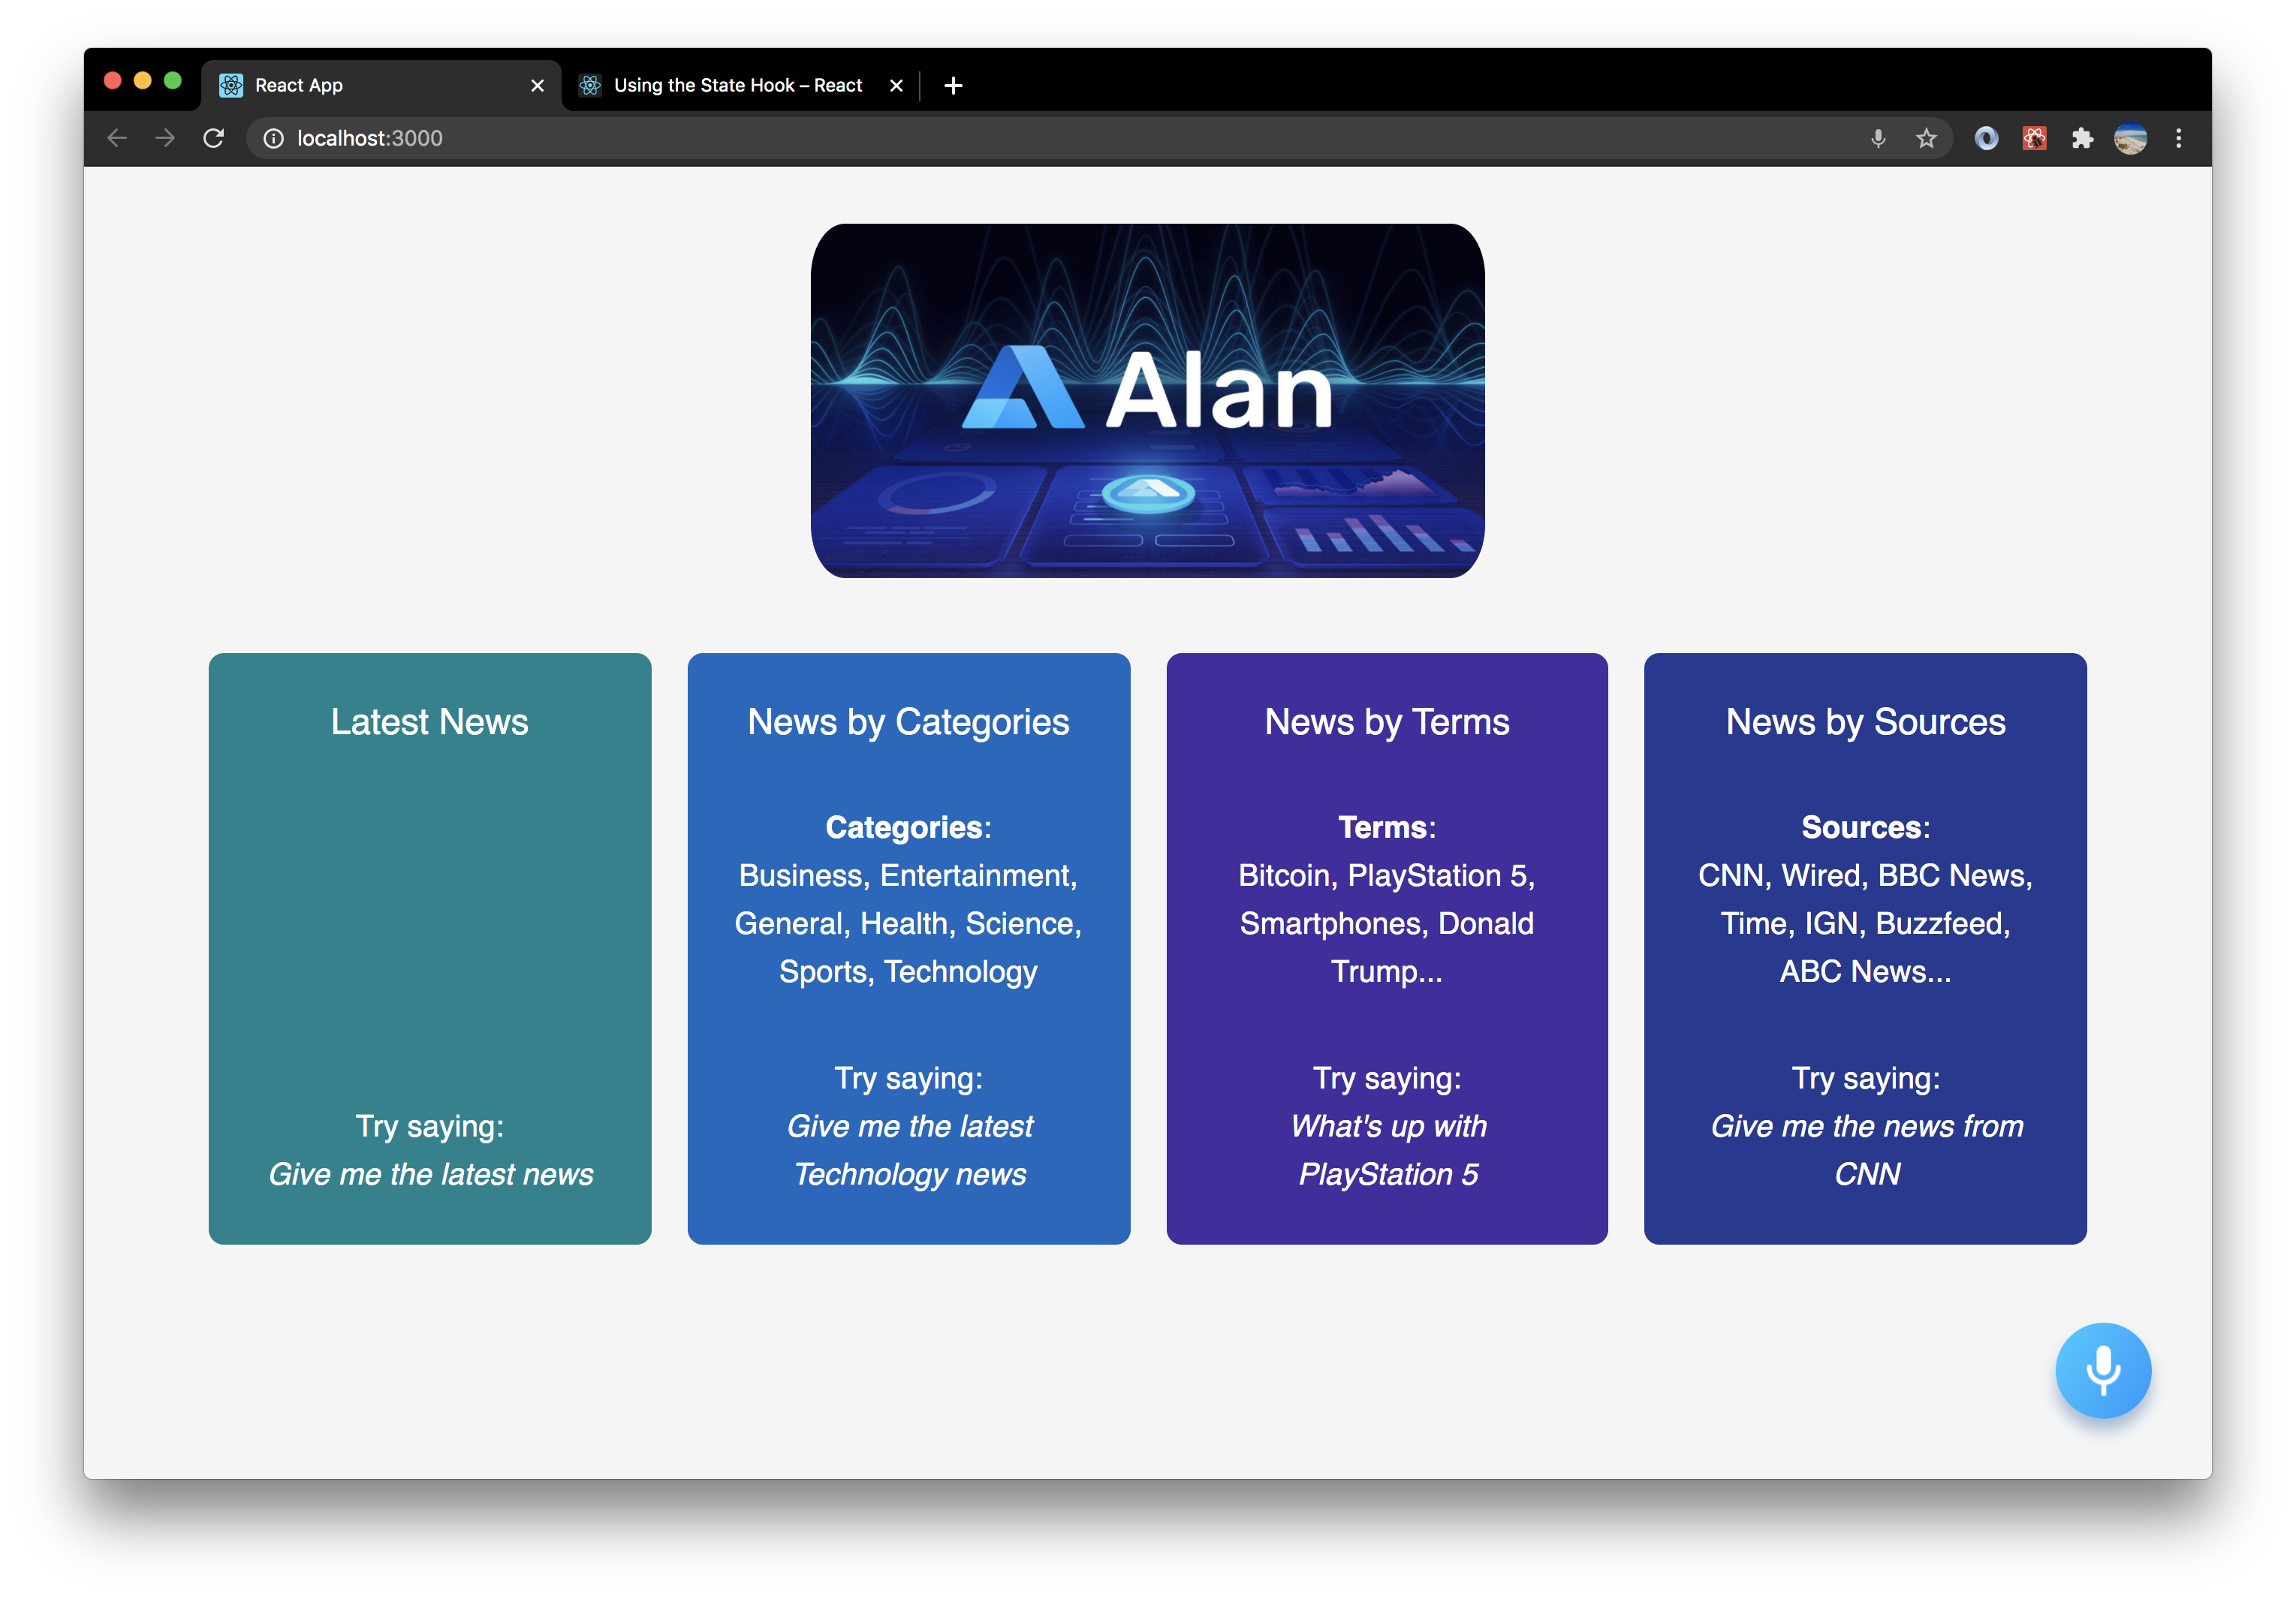 React App
Using the State Hook – React
localhost:3000
Alan
Latest News
Try saying:
Give me the latest news
News by Categories
Categories:
Business, Entertainment,
General, Health, Science,
Sports, Technology
Try saying:
Give me the latest
Technology news
News by Terms
Terms:
Bitcoin, PlayStation 5,
Smartphones, Donald
Trump...
Try saying:
What's up with
PlayStation 5
News by Sources
Sources:
CNN, Wired, BBC News,
Time, IGN, Buzzfeed,
ABC News...
Try saying:
Give me the news from
CNN